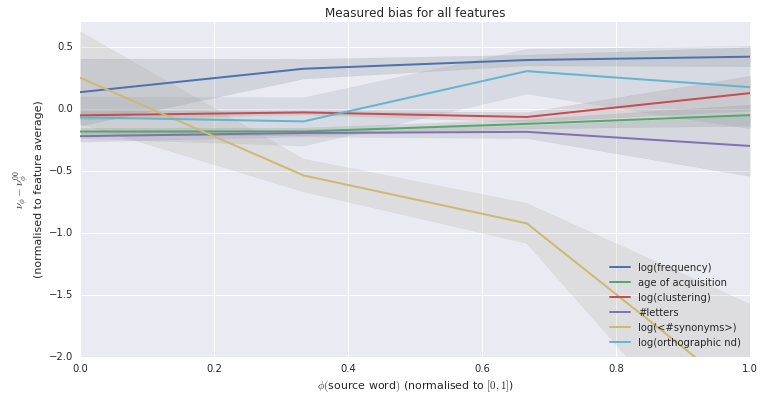 Measured bias for all features
0.5
0.0
−0.5
−1.0
−1.5
−2.0
ν_ϕ − ν_ϕ^00
(normalised to feature average)
log(frequency)
age of acquisition
log(clustering)
#letters
log(<#synonyms>)
log(orthographic nd)
0.0 0.2 0.4 0.6 0.8 1.0
ϕ(source word) (normalised to [0, 1])